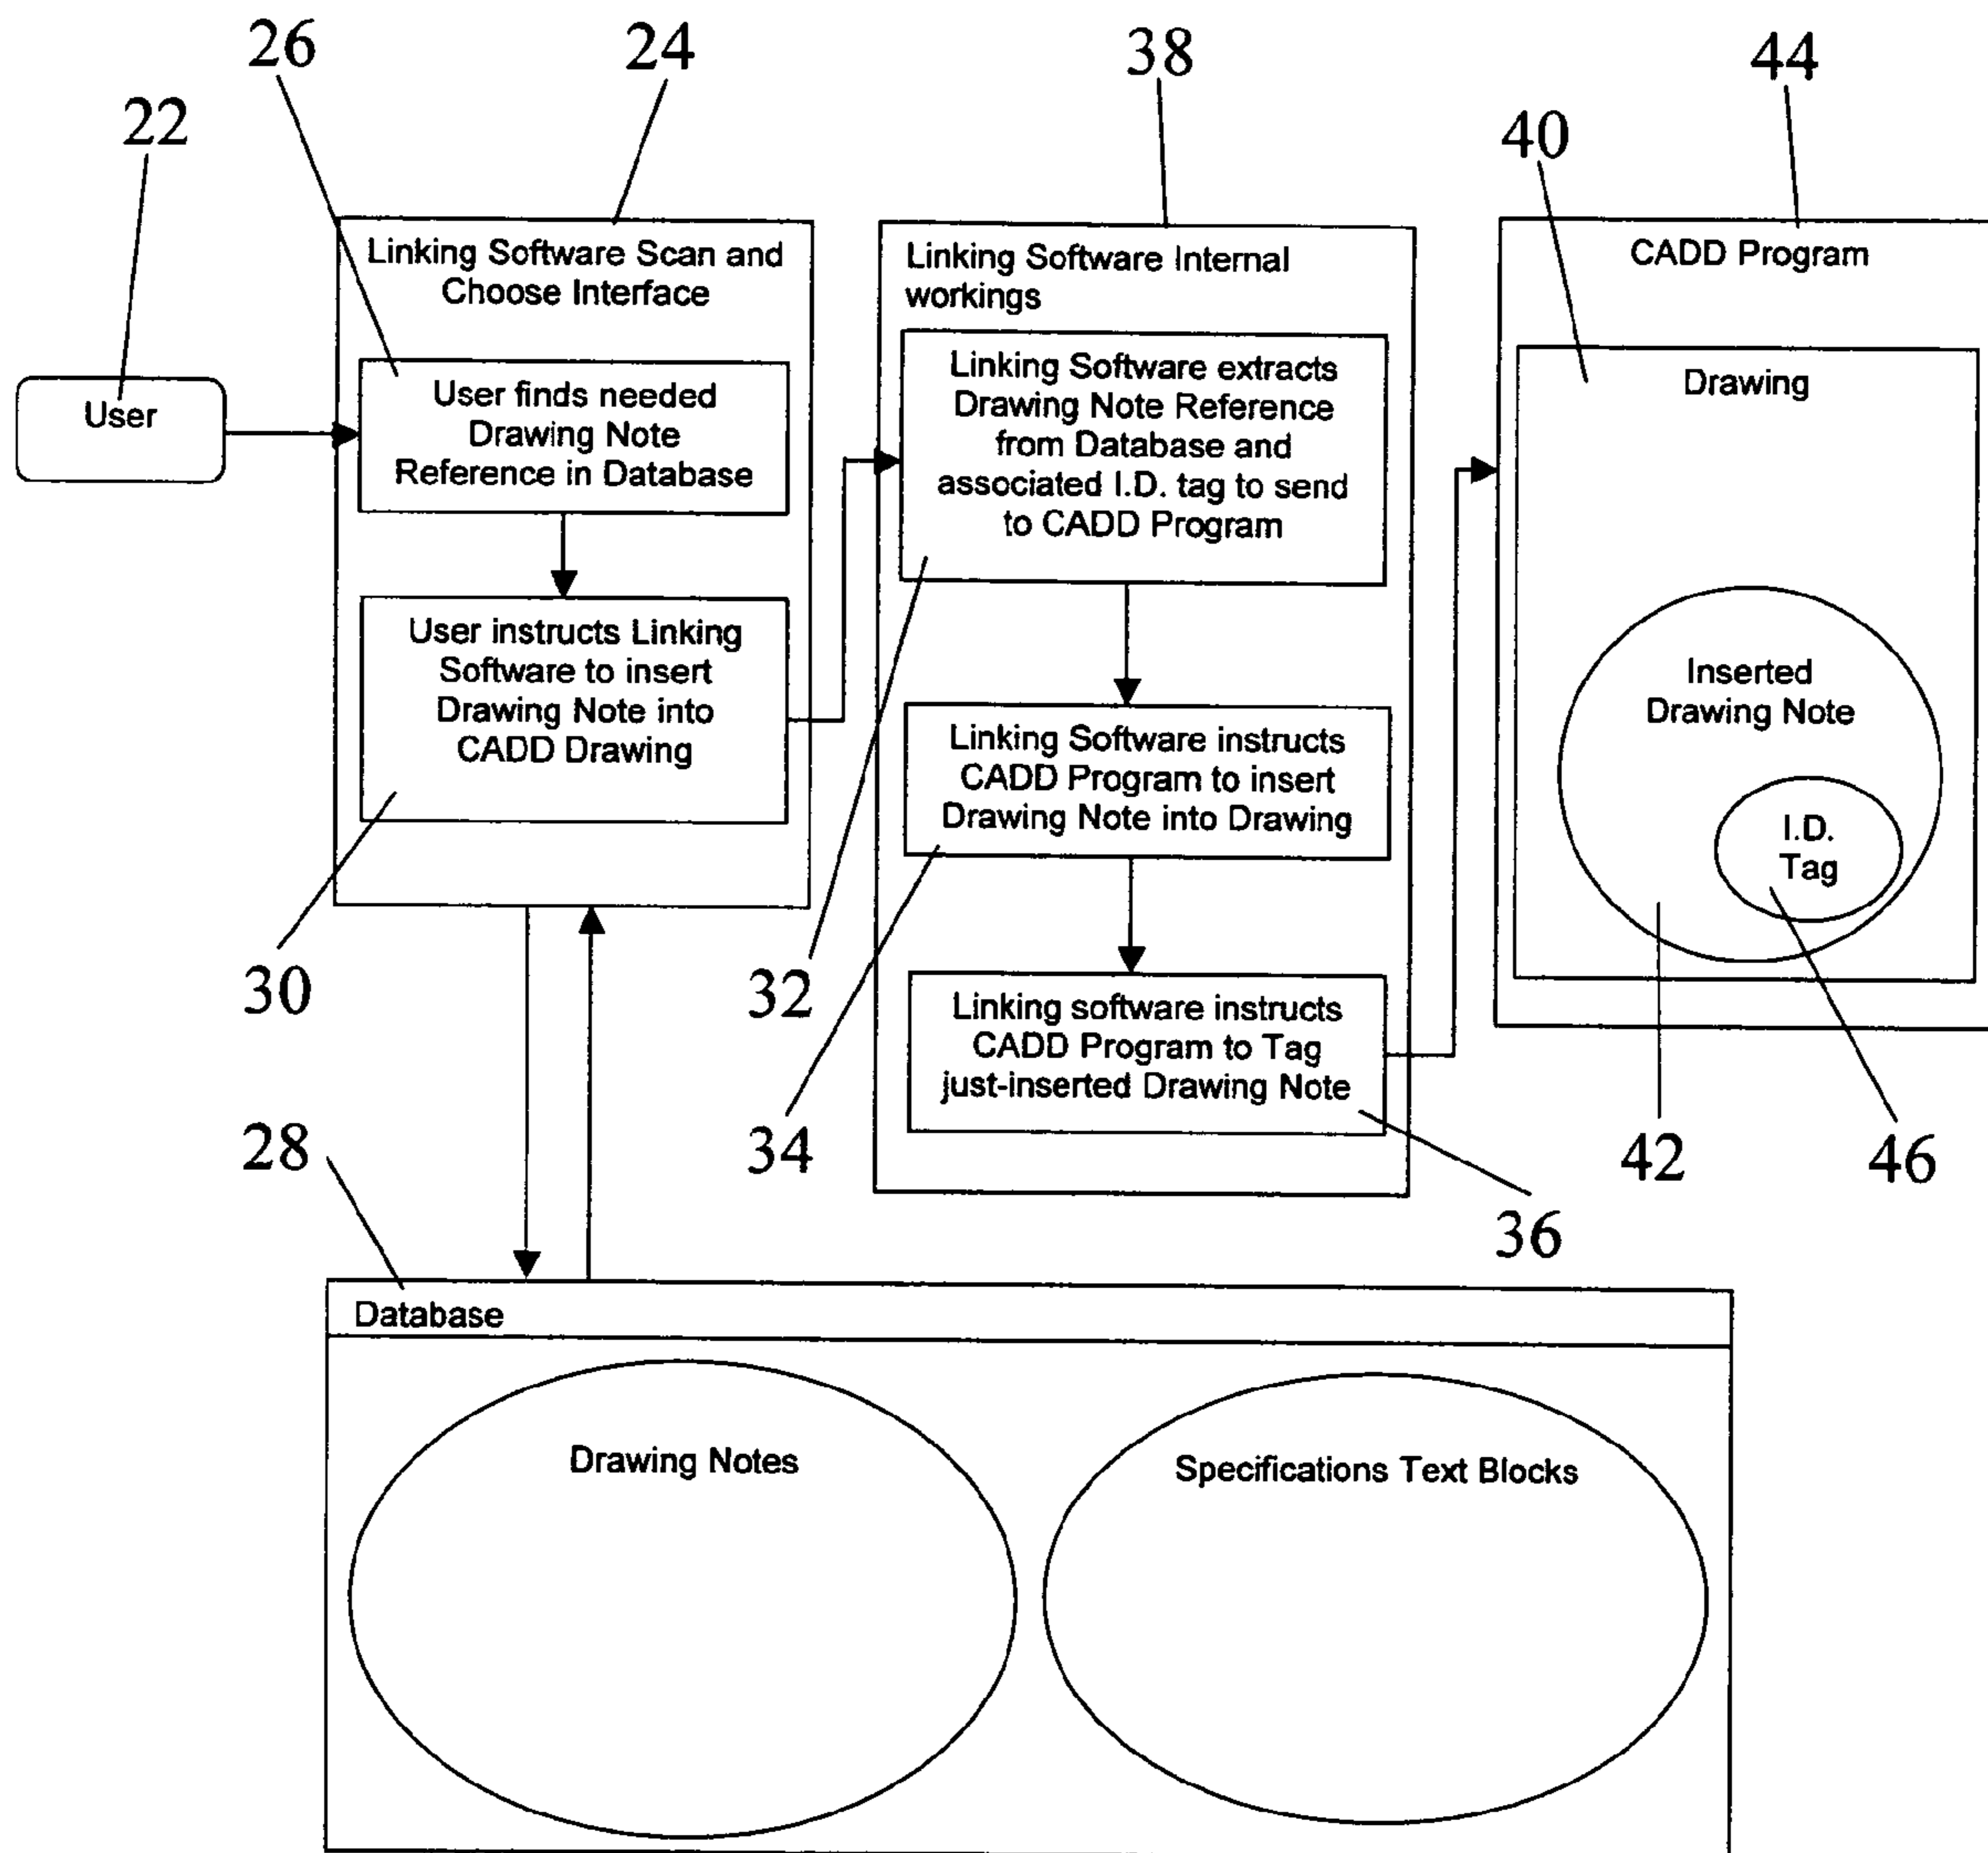 26
24
38
44
22
40
Linking Software Scan and
Choose Interface
User
User finds needed
Drawing Note
Reference in Database
User instructs Linking
Software to insert
Drawing Note into
CADD Drawing
30
Linking Software Internal
workings
Linking Software extracts
Drawing Note Reference
from Database and
associated I.D. tag to send
to CADD Program
32
Linking Software instructs
CADD Program to insert
Drawing Note into Drawing
34
Linking software instructs
CADD Program to Tag
just-inserted Drawing Note
36
CADD Program
Drawing
Inserted
Drawing Note
I.D.
Tag
42
46
28
Database
Drawing Notes
Specifications Text Blocks